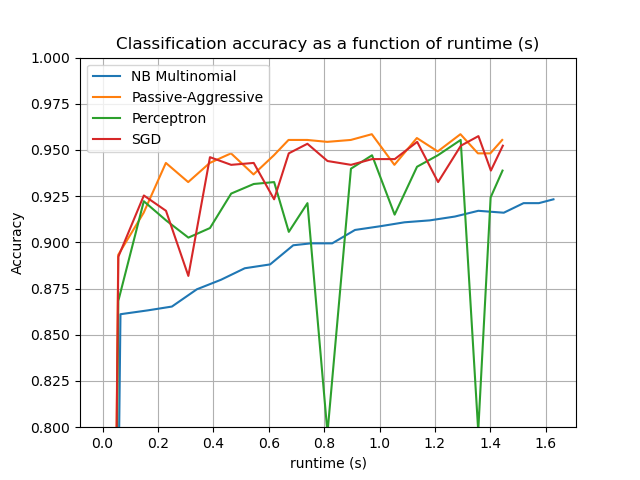 Classification accuracy as a function of runtime (s)
NB Multinomial
Passive-Aggressive
Perceptron
SGD
Accuracy
1.000
0.975
0.950
0.925
0.900
0.875
0.850
0.825
0.800
0.0 0.2 0.4 0.6 0.8 1.0 1.2 1.4 1.6
runtime (s)